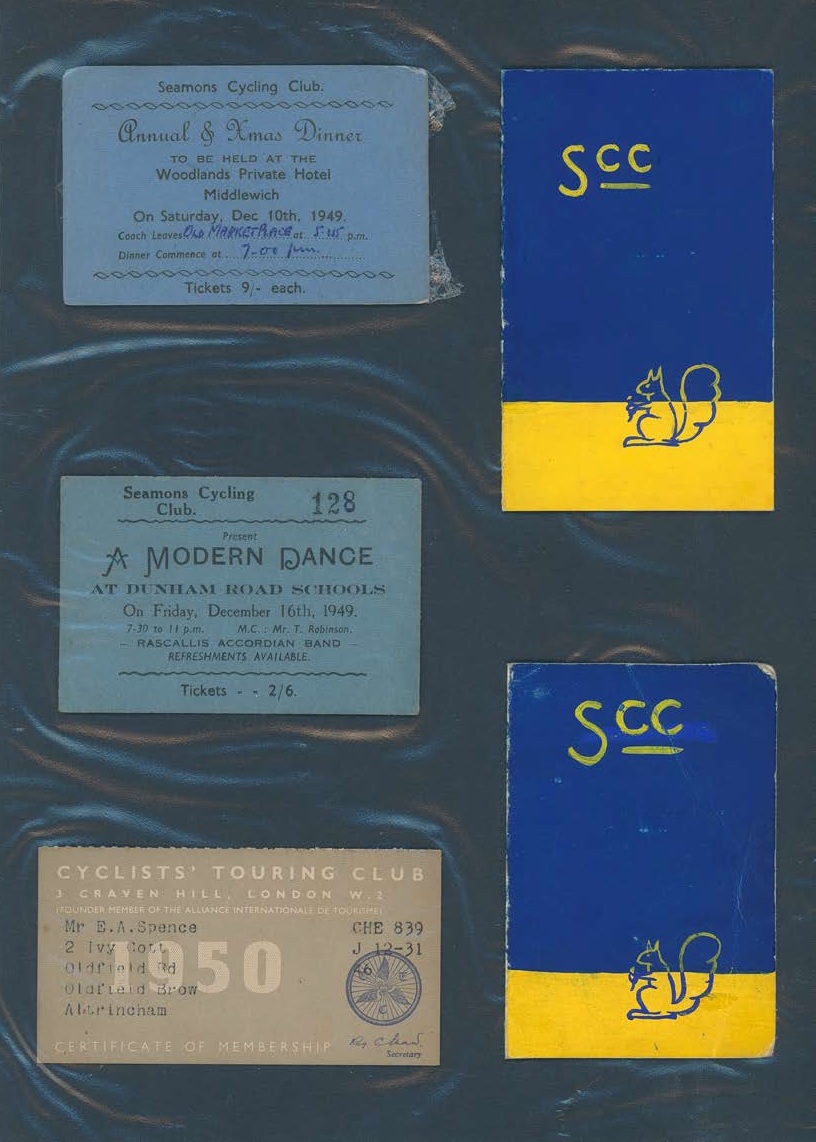 Seamons Cycling Club.
Annual & Xmas Dinner
TO BE HELD AT THE
Woodlands Private Hotel
Middlewich
On Saturday, Dec 10th, 1949.
Coach Leaves OLD MARKET PLACE at 5.45 p.m.
Dinner Commence at 7-00 p.m.
Tickets 9/- each.
SCC
Seamons Cycling
Club.
128
Present
A MODERN DANCE
AT DUNHAM ROAD SCHOOLS
On Friday, December 16th, 1949.
7-30 to 11 p.m. M.C. : Mr. T. Robinson.
— RASCALLIS ACCORDIAN BAND —
REFRESHMENTS AVAILABLE.
Tickets - - 2/6.
SCC
CYCLISTS' TOURING CLUB
3 CRAVEN HILL, LONDON W.2
(FOUNDER MEMBER OF THE ALLIANCE INTERNATIONALE DE TOURISME)
Mr E.A.Spence CHE 839
2 Ivy Cott J 12-31
Oldfield Rd
1950
Oldfield Brow
Altrincham
CERTIFICATE OF MEMBERSHIP
Secretary